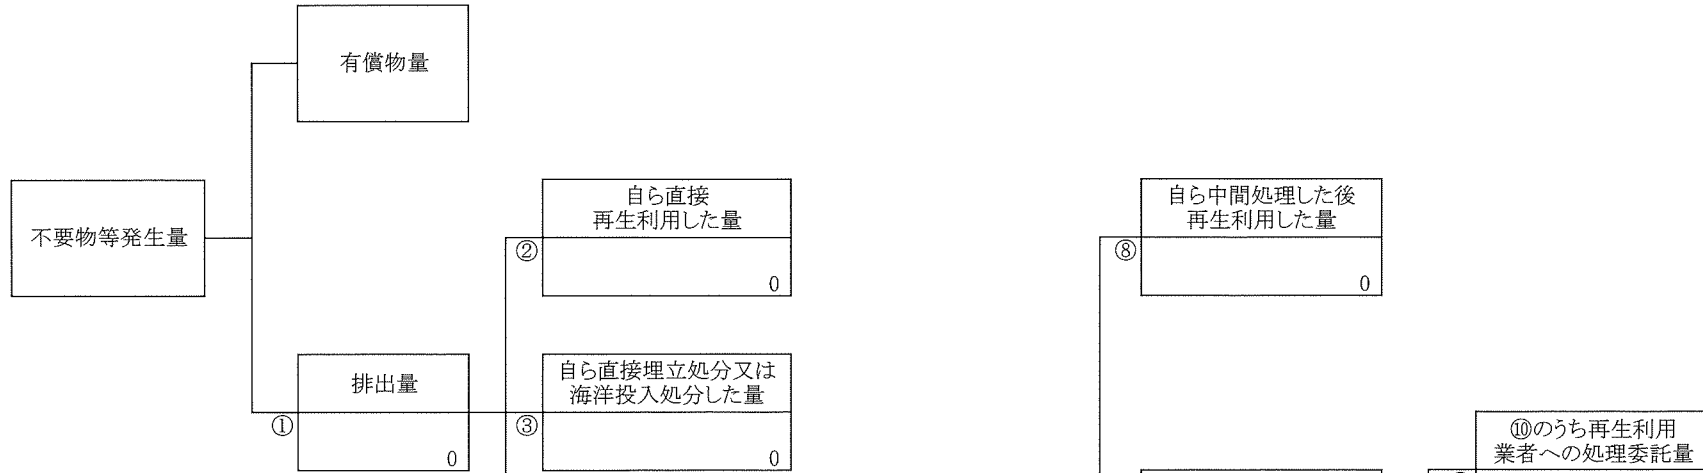 有償物量
不要物等発生量
自ら直接
再生利用した量
②
0
自ら中間処理した後
再生利用した量
⑧
0
排出量
①
0
自ら直接埋立処分又は
海洋投入処分した量
③
0
⑩のうち再生利用
業者への処理委託量